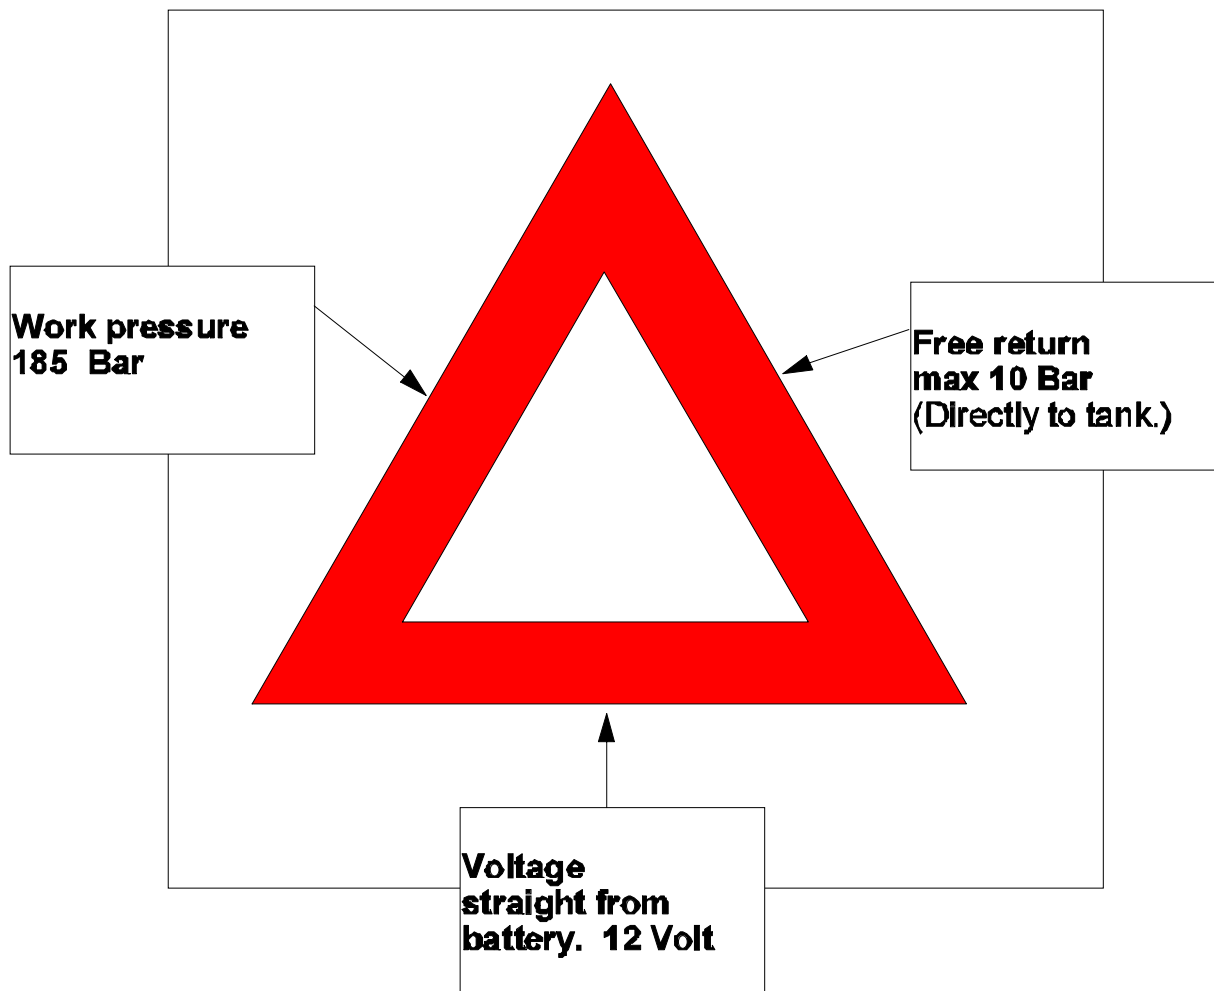 Work pressure
185 Bar
Free return
max 10 Bar
(Directly to tank.)
Voltage
straight from
battery. 12 Volt